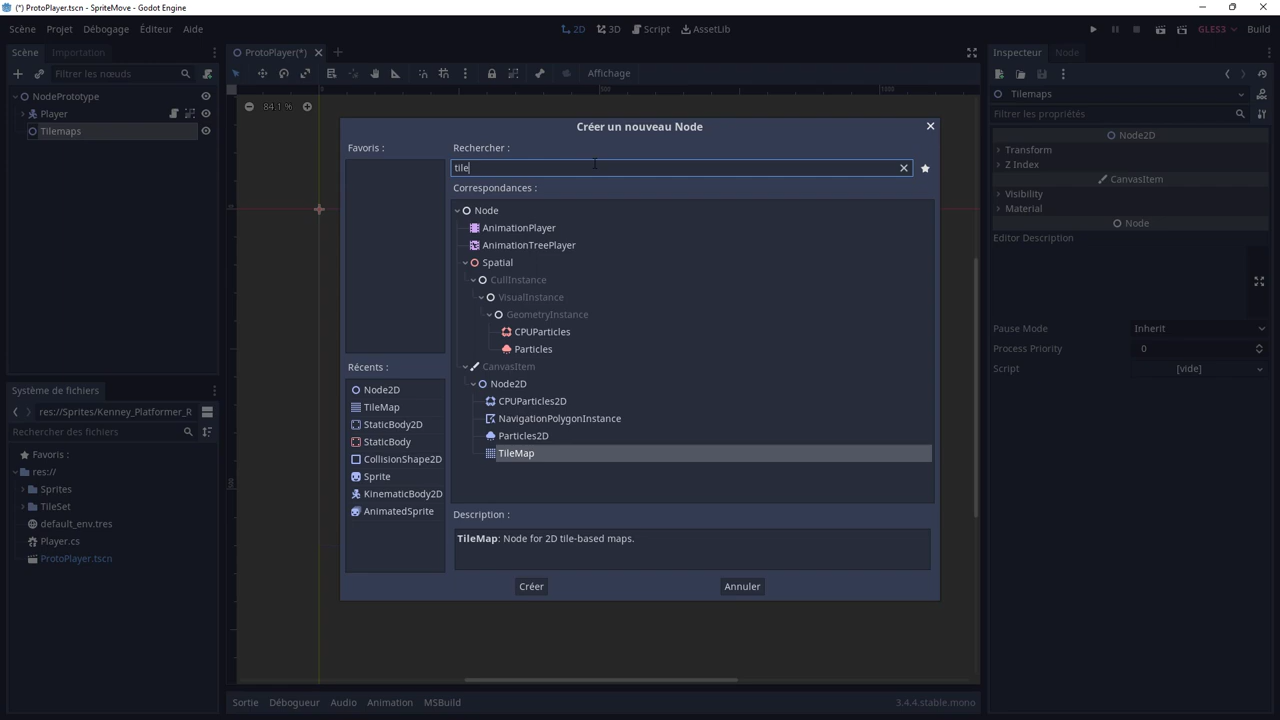 (*) ProtoPlayer.tscn - SpriteMove - Godot Engine
Scène Projet Débogage Éditeur Aide
2D 3D Script AssetLib
GLES3 Build
Scène Importation
Filtrer les nœuds
NodePrototype
Player
Tilemaps
ProtoPlayer(*)
Affichage
500
1000
84.1 %
Créer un nouveau Node
Favoris :
Rechercher :
tile
Correspondances :
Node
AnimationPlayer
AnimationTreePlayer
Spatial
CullInstance
VisualInstance
GeometryInstance
CPUParticles
Particles
CanvasItem
Node2D
CPUParticles2D
NavigationPolygonInstance
Particles2D
TileMap
Récents :
Node2D
TileMap
StaticBody2D
StaticBody
CollisionShape2D
Sprite
KinematicBody2D
AnimatedSprite
Description :
TileMap: Node for 2D tile-based maps.
Créer
Annuler
Système de fichiers
res://Sprites/Kenney_Platformer_R
Rechercher des fichiers
Favoris :
res://
Sprites
TileSet
default_env.tres
Player.cs
ProtoPlayer.tscn
Inspecteur Node
Tilemaps
Filtrer les propriétés
Node2D
Transform
Z Index
CanvasItem
Visibility
Material
Node
Editor Description
Pause Mode Inherit
Process Priority 0
Script [vide]
Sortie Débogueur Audio Animation MSBuild
3.4.4.stable.mono